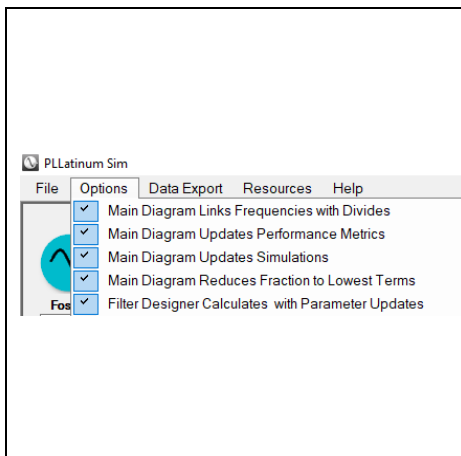 PLLatinum Sim
File Options Data Export Resources Help
Main Diagram Links Frequencies with Divides
Main Diagram Updates Performance Metrics
Main Diagram Updates Simulations
Main Diagram Reduces Fraction to Lowest Terms
Filter Designer Calculates with Parameter Updates
Fos